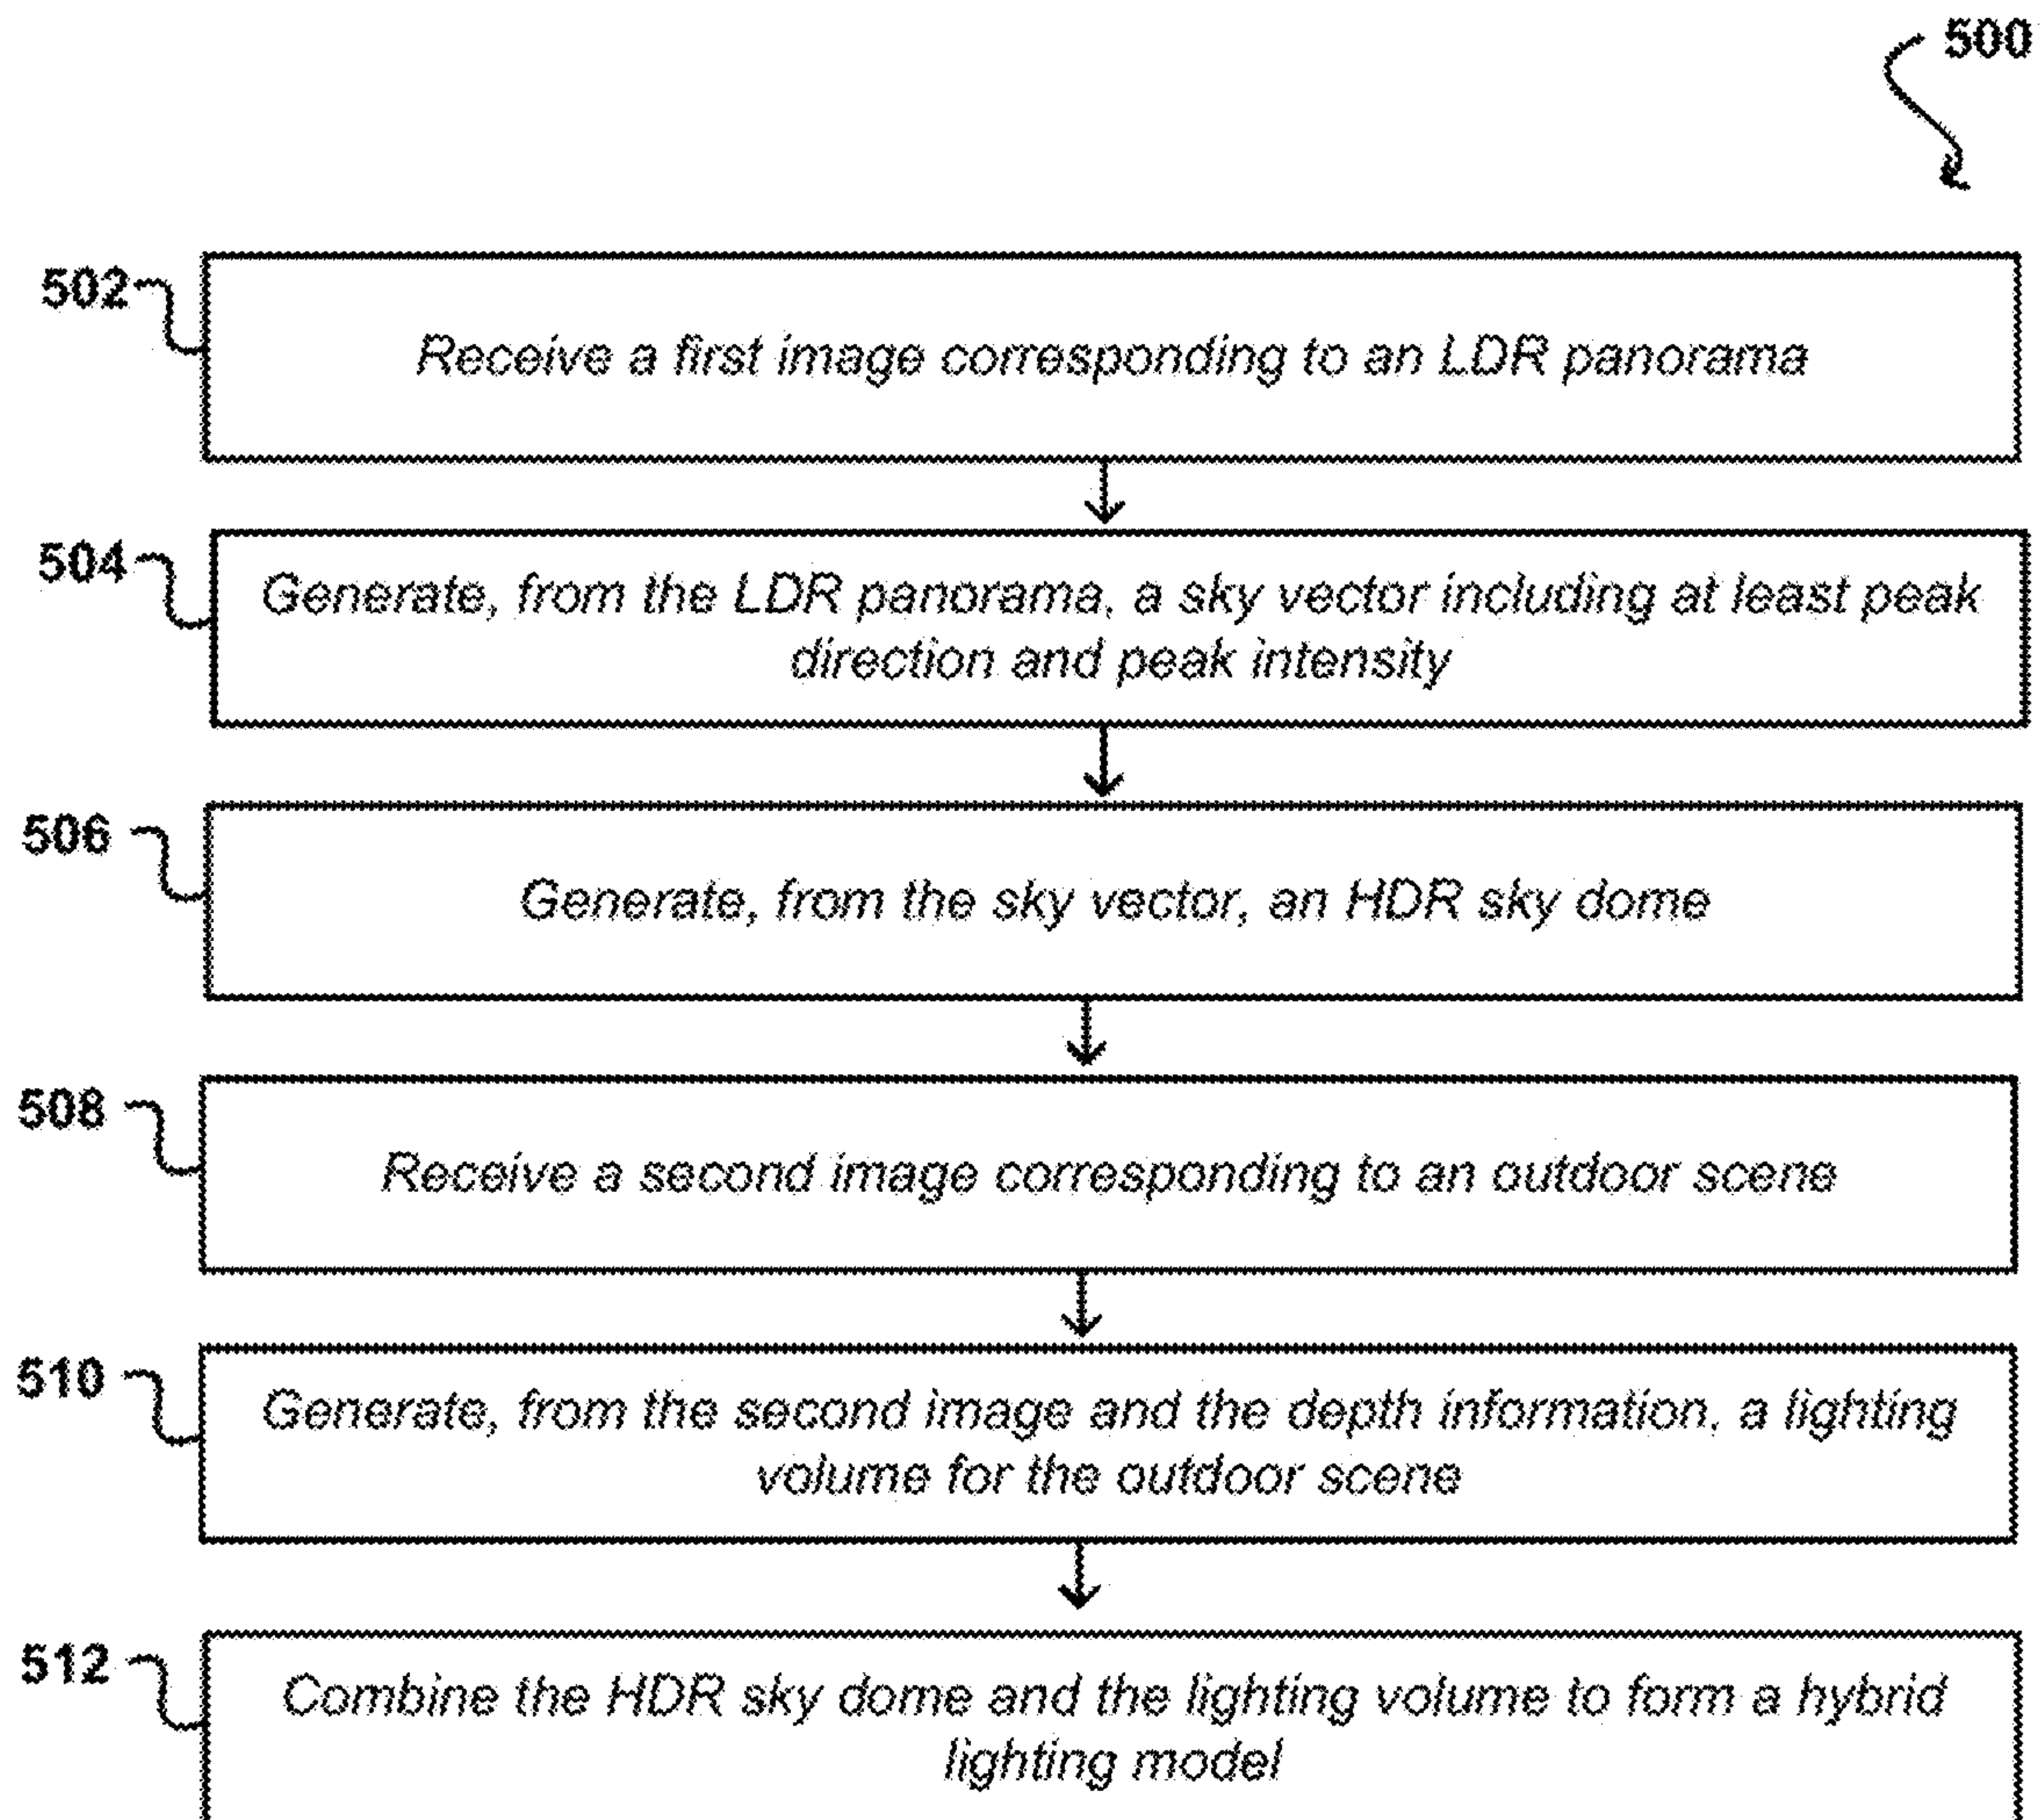 500
502
Receive a first image corresponding to an LDR panorama
504
Generate, from the LDR panorama, a sky vector including at least peak
direction and peak intensity
506
Generate, from the sky vector, an HDR sky dome
508
Receive a second image corresponding to an outdoor scene
510
Generate, from the second image and the depth information, a lighting
volume for the outdoor scene
512
Combine the HDR sky dome and the lighting volume to form a hybrid
lighting model